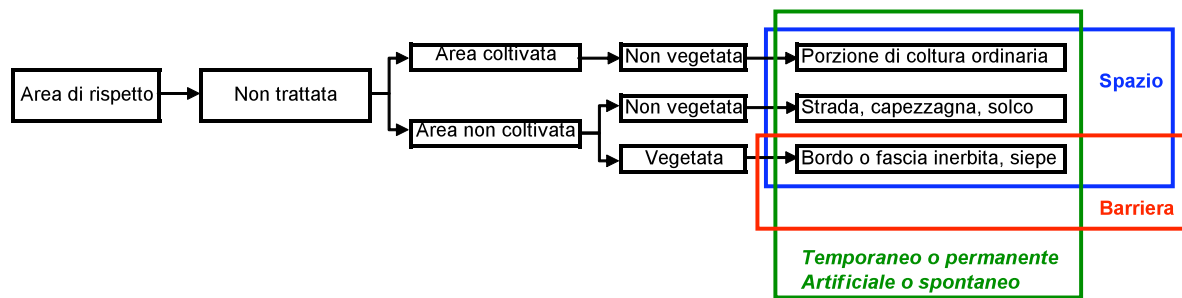 Area di rispetto
Non trattata
Area coltivata
Non vegetata
Porzione di coltura ordinaria
Area non coltivata
Non vegetata
Strada, capezzagna, solco
Vegetata
Bordo o fascia inerbita, siepe
Spazio
Barriera
Temporaneo o permanente
Artificiale o spontaneo